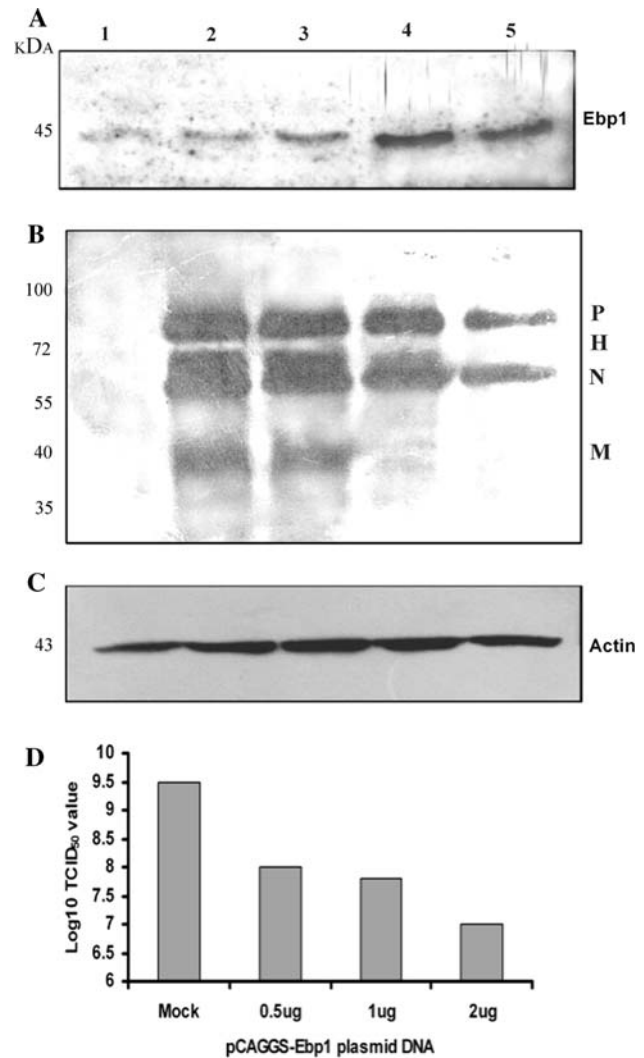 1 2 3 4 5
KDA
A
45
Ebp1
B
100
72
55
40
35
P
H
N
M
C
43
Actin
D
Log10 TCID50 value
10
9.5
9
8.5
8
7.5
7
6.5
6
Mock 0.5ug 1ug 2ug
pCAGGS-Ebp1 plasmid DNA